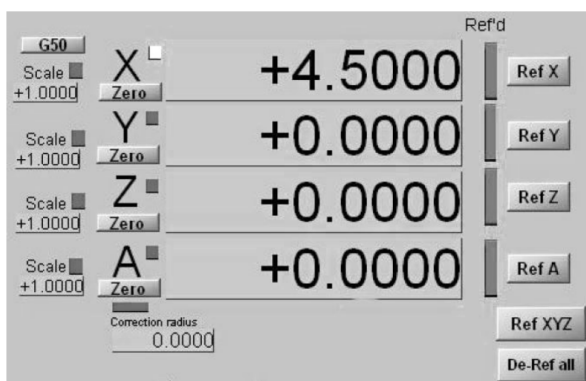 Ref'd
G50
Scale
+1.0000
X
Zero
+4.5000
Ref X
Scale
+1.0000
Y
Zero
+0.0000
Ref Y
Scale
+1.0000
Z
Zero
+0.0000
Ref Z
Scale
+1.0000
A
Zero
+0.0000
Ref A
Correction radius
0.0000
Ref XYZ
De-Ref all